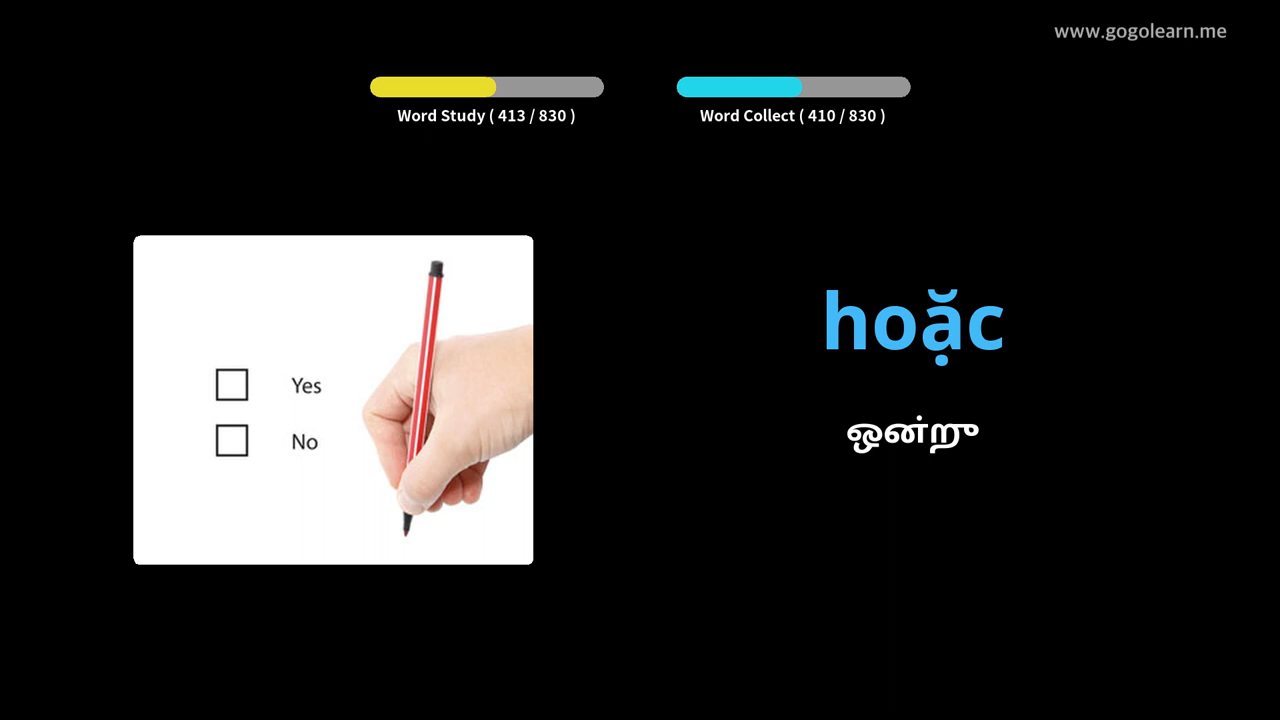 www.gogolearn.me
Word Study ( 413 / 830 )
Word Collect ( 410 / 830 )
Yes
No
hoặc
ஒன்று